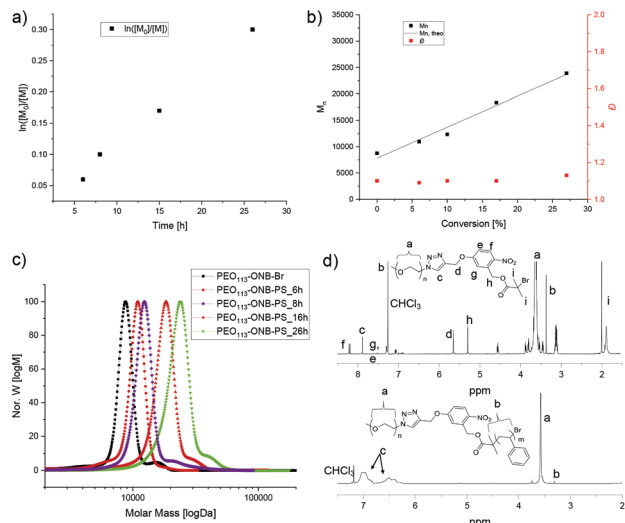 a)
ln([M₀]/[M])
0.30
0.25
0.20
0.15
0.10
0.05
ln([M₀]/[M])
5
10
15
20
25
30
Time [h]
b)
Mn
Mn, theo
Đ
35000
30000
25000
20000
15000
10000
5000
0
Mₙ
2.0
1.8
1.6
1.4
1.2
1.0
Đ
0
5
10
15
20
25
30
Conversion [%]
c)
PEO₁₁₃-ONB-Br
PEO₁₁₃-ONB-PS_6h
PEO₁₁₃-ONB-PS_8h
PEO₁₁₃-ONB-PS_16h
PEO₁₁₃-ONB-PS_26h
100
80
60
40
20
0
Nor. W [M]
10000
100000
Molar Mass [logDa]
d)
a
e
f
NO₂
N=N
N
O
n
c
d
g
h
i
Br
O
i
b
CHCl₃
a
b
i
f
c
g
e
d
h
8
7
6
5
4
3
2
ppm
a
b
NO₂
Br
m
n
O
CHCl₃
c
a
b
7
6
5
4
3
2
ppm